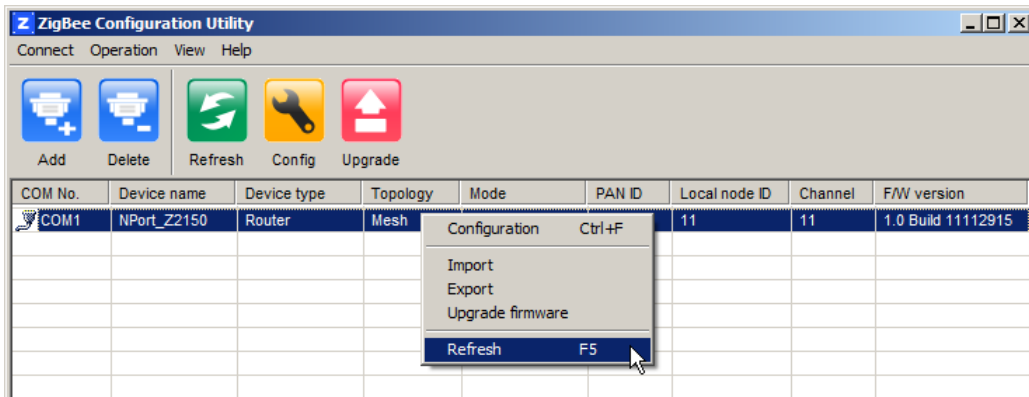 Z ZigBee Configuration Utility
Connect Operation View Help
Add Delete Refresh Config Upgrade
COM No. Device name Device type Topology Mode PAN ID Local node ID Channel F/W version
COM1 NPort_Z2150 Router Mesh 11 11 1.0 Build 11112915
Configuration Ctrl+F
Import
Export
Upgrade firmware
Refresh F5